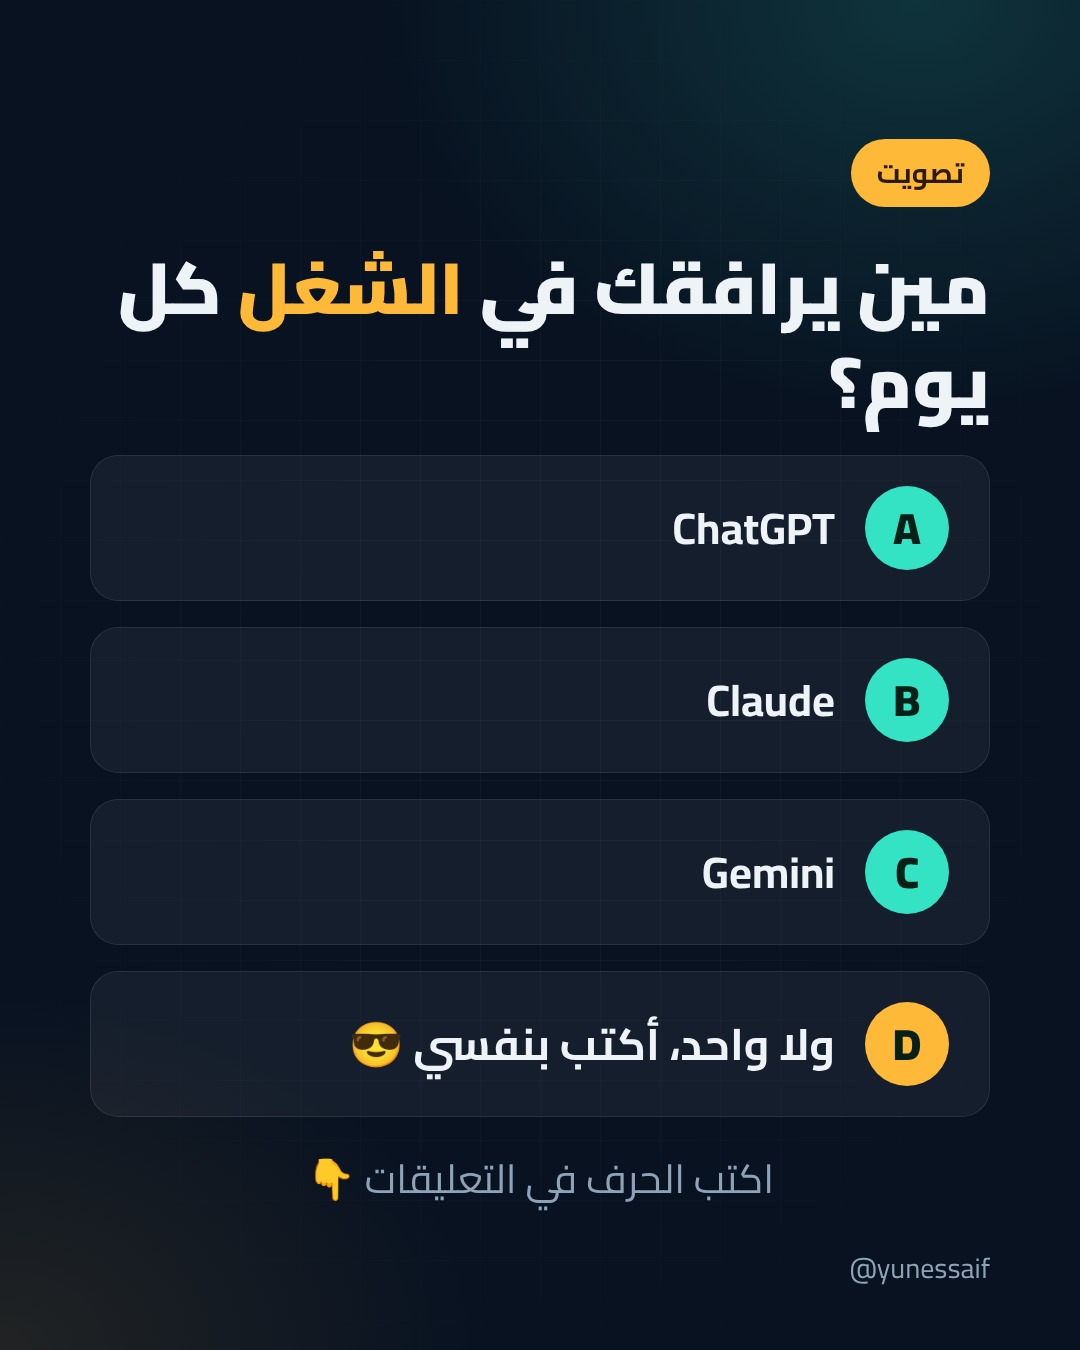 تصويت
مين يرافقك في الشغل كل
يوم؟
A ChatGPT
B Claude
C Gemini
D ولا واحد، أكتب بنفسي 😎
اكتب الحرف في التعليقات 👇
@yunessaif